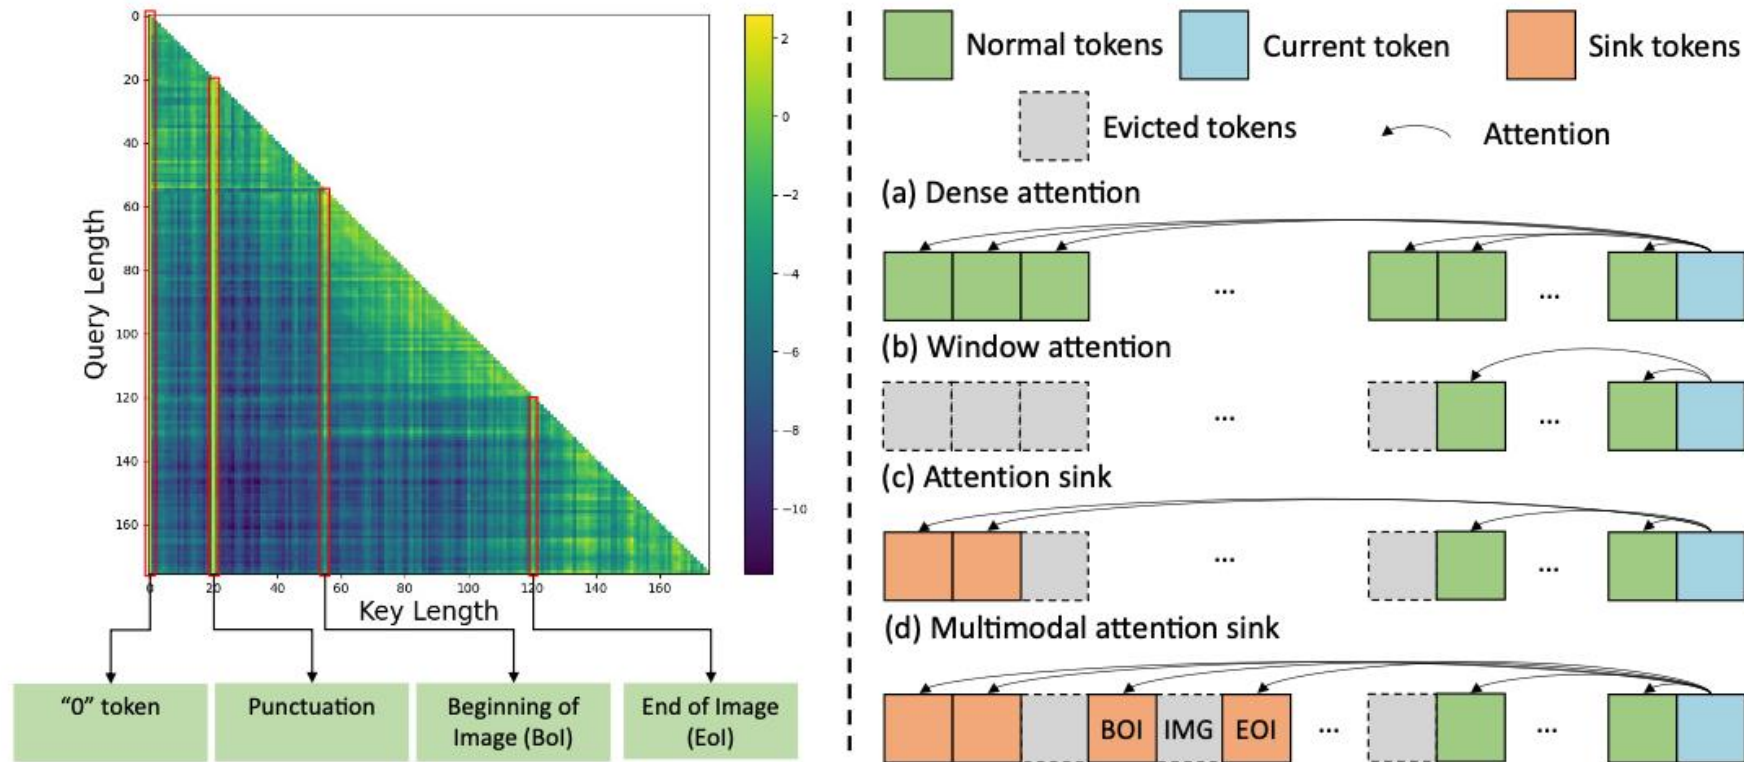 0
20
40
60
80
100
120
140
160
Query Length
0 20 40 60 80 100 120 140 160
Key Length
2
0
−2
−4
−6
−8
−10
“0” token
Punctuation
Beginning of
Image (BoI)
End of Image
(EoI)
Normal tokens
Current token
Sink tokens
Evicted tokens
Attention
(a) Dense attention
...
...
(b) Window attention
...
...
(c) Attention sink
...
...
(d) Multimodal attention sink
BOI IMG EOI ... ...